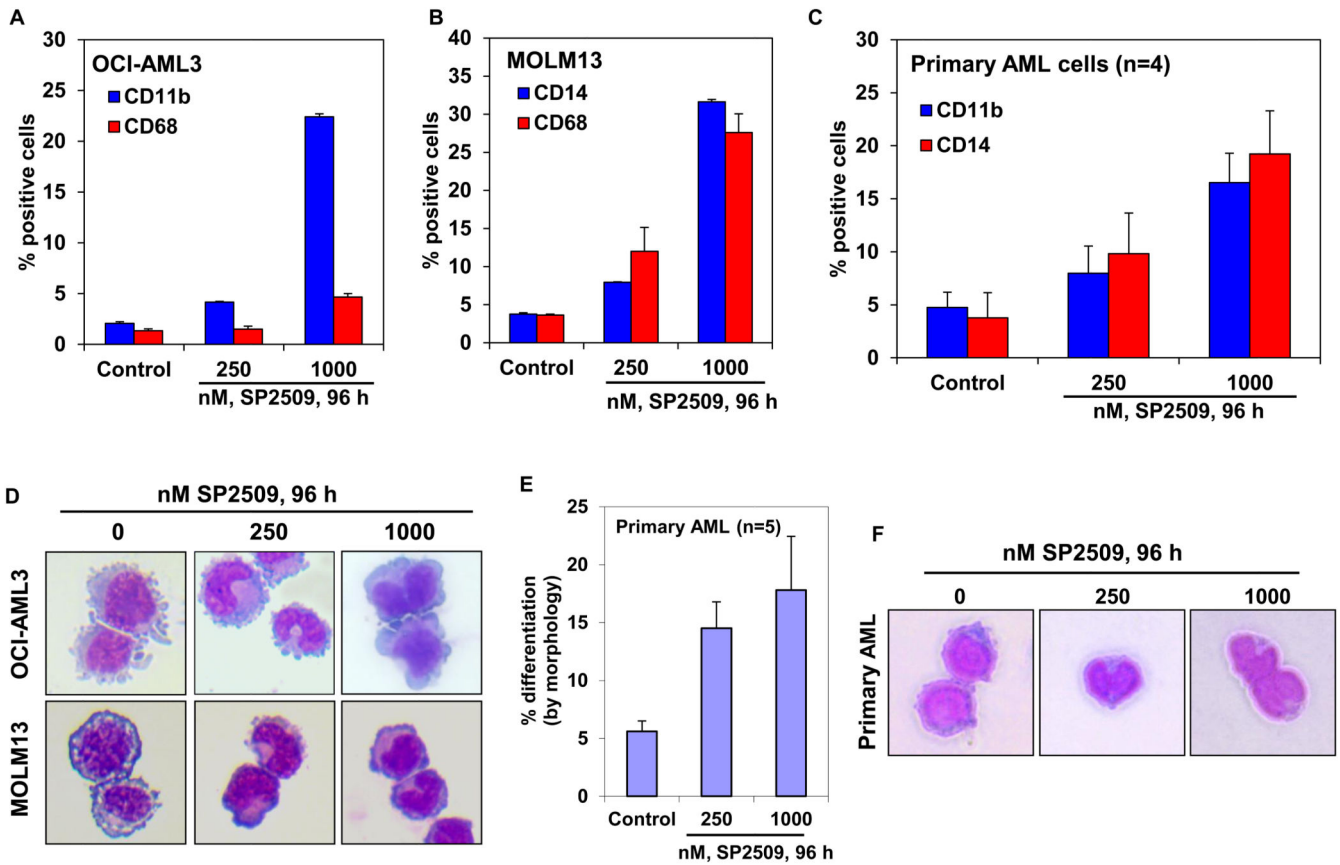 A
30
25
20
15
10
5
0
% positive cells
OCI-AML3
CD11b
CD68
Control
250
1000
nM, SP2509, 96 h
B
40
35
30
25
20
15
10
5
0
% positive cells
MOLM13
CD14
CD68
Control
250
1000
nM, SP2509, 96 h
C
30
25
20
15
10
5
0
% positive cells
Primary AML cells (n=4)
CD11b
CD14
Control
250
1000
nM, SP2509, 96 h
D
nM SP2509, 96 h
0
250
1000
OCI-AML3
MOLM13
E
25
20
15
10
5
0
% differentiation
(by morphology)
Primary AML (n=5)
Control
250
1000
nM, SP2509, 96 h
F
nM SP2509, 96 h
0
250
1000
Primary AML